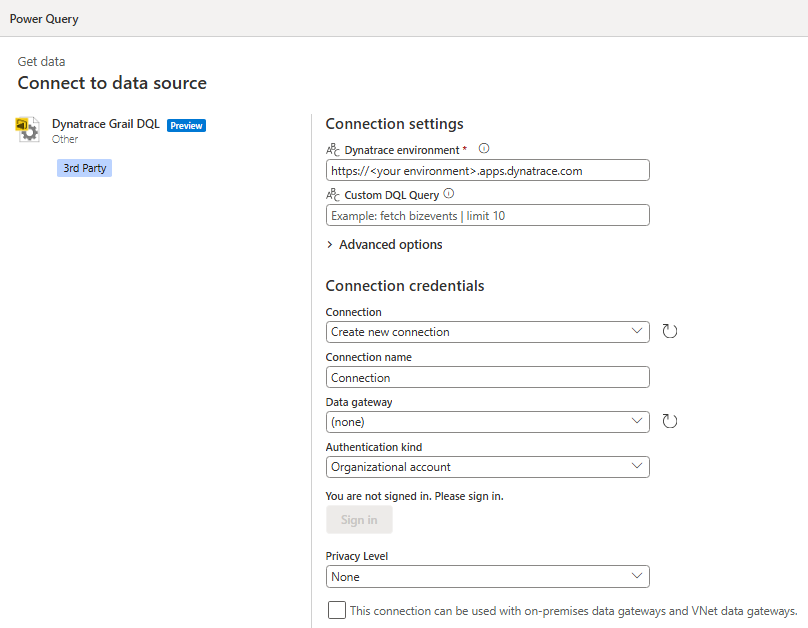 Power Query
Get data
Connect to data source
Dynatrace Grail DQL Preview
Other
3rd Party
Connection settings
ABC Dynatrace environment *
https://<your environment>.apps.dynatrace.com
ABC Custom DQL Query
Example: fetch bizevents | limit 10
Advanced options
Connection credentials
Connection
Create new connection
Connection name
Connection
Data gateway
(none)
Authentication kind
Organizational account
You are not signed in. Please sign in.
Sign in
Privacy Level
None
This connection can be used with on-premises data gateways and VNet data gateways.